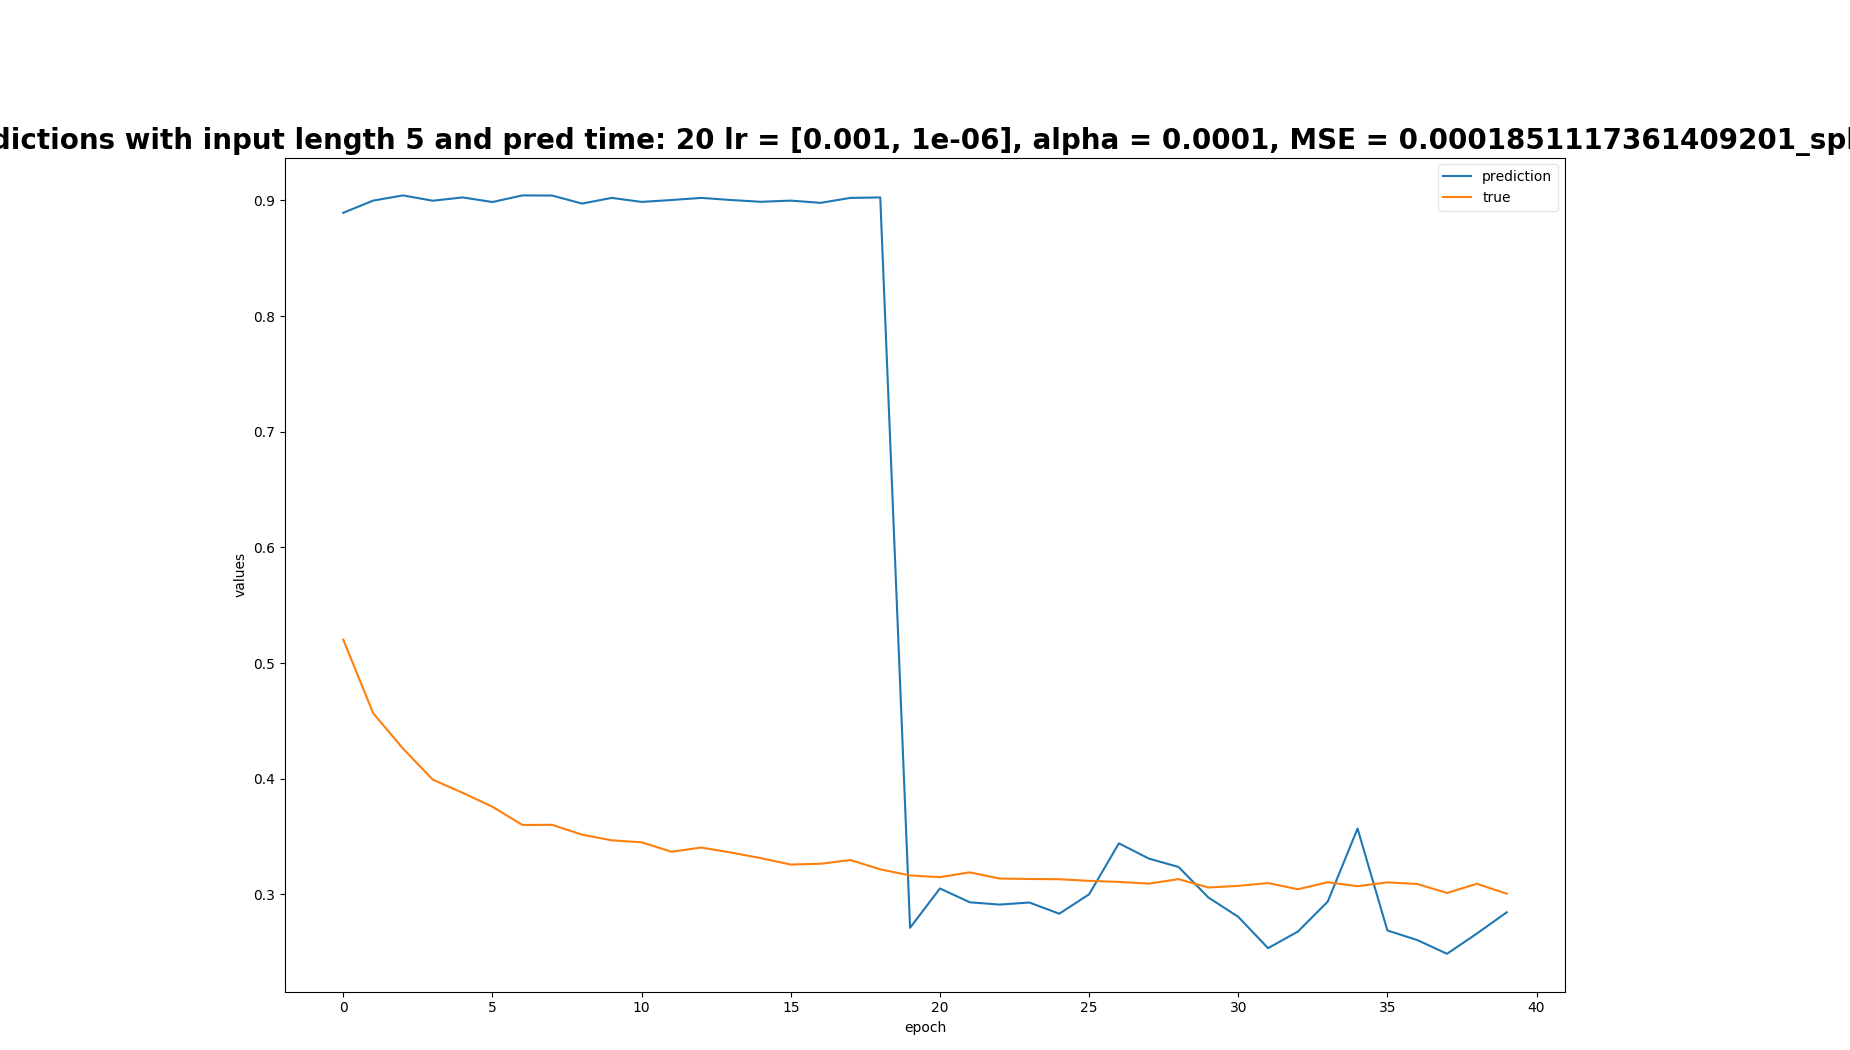 dictions with input length 5 and pred time: 20 lr = [0.001, 1e-06], alpha = 0.0001, MSE = 0.0001851117361409201_spl
prediction
true
0.9
0.8
0.7
0.6
0.5
0.4
0.3
values
0 5 10 15 20 25 30 35 40
epoch